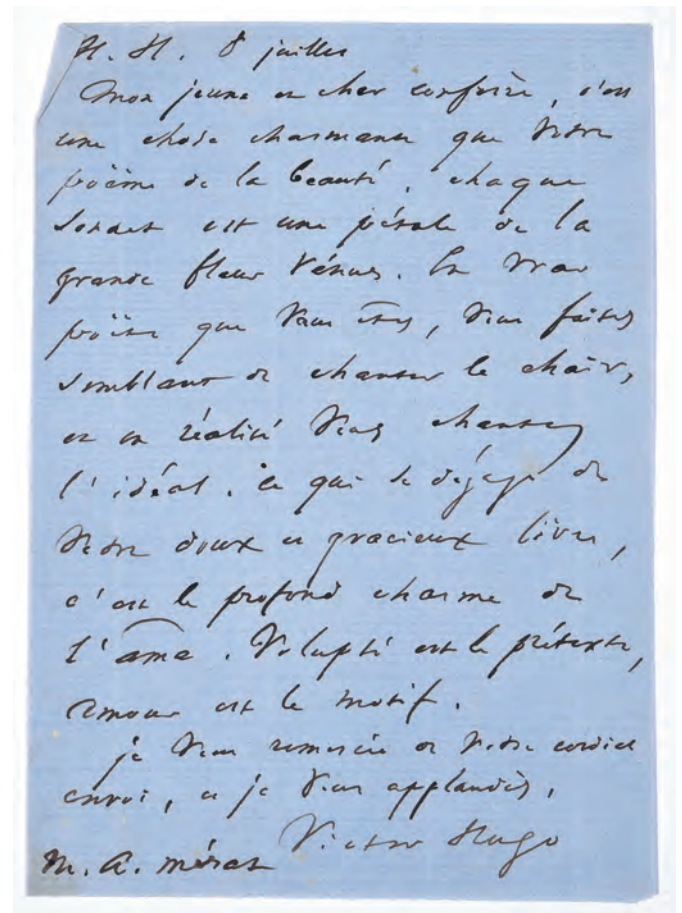 H. H. 8 juillet
Mon jeune et cher confrère, c'est
une chose charmante que votre
poëme de la beauté. chaque
sonnet est une pétale de la
grande fleur Vénus. En vrai
poëte que vous êtes, vous faites
semblant de chanter la chair,
et en réalité vous chantez
l'idéal. Ce qui se dégage de
votre doux et gracieux livre,
c'est le profond charme de
l'âme. Volupté est le prétexte,
amour est le motif.
je vous remercie de votre cordial
envoi, et je vous applaudis.
Victor Hugo
M. A. Mérat